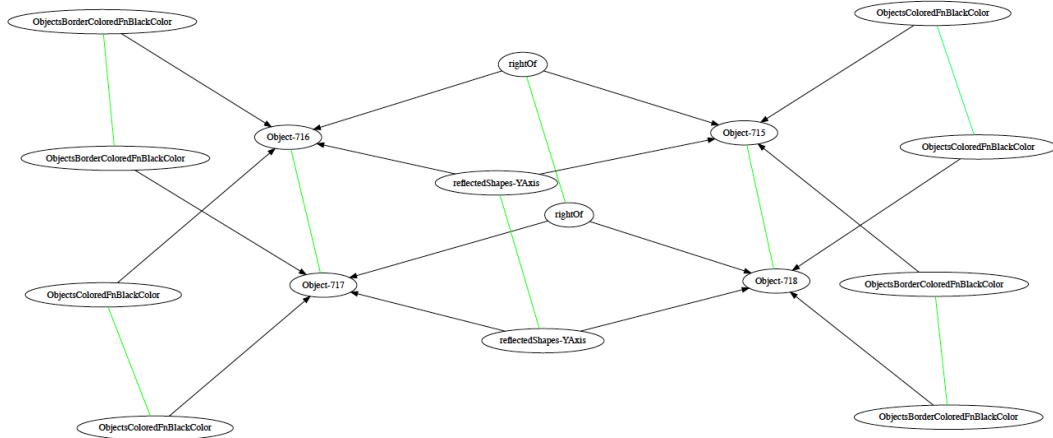 ObjectsColoredFnBlackColor
ObjectsBorderColoredFnBlackColor
rightOf
Object-715
Object-716
ObjectsColoredFnBlackColor
ObjectsBorderColoredFnBlackColor
reflectedShapes-YAxis
rightOf
Object-718
Object-717
ObjectsBorderColoredFnBlackColor
ObjectsColoredFnBlackColor
reflectedShapes-YAxis
ObjectsBorderColoredFnBlackColor
ObjectsColoredFnBlackColor